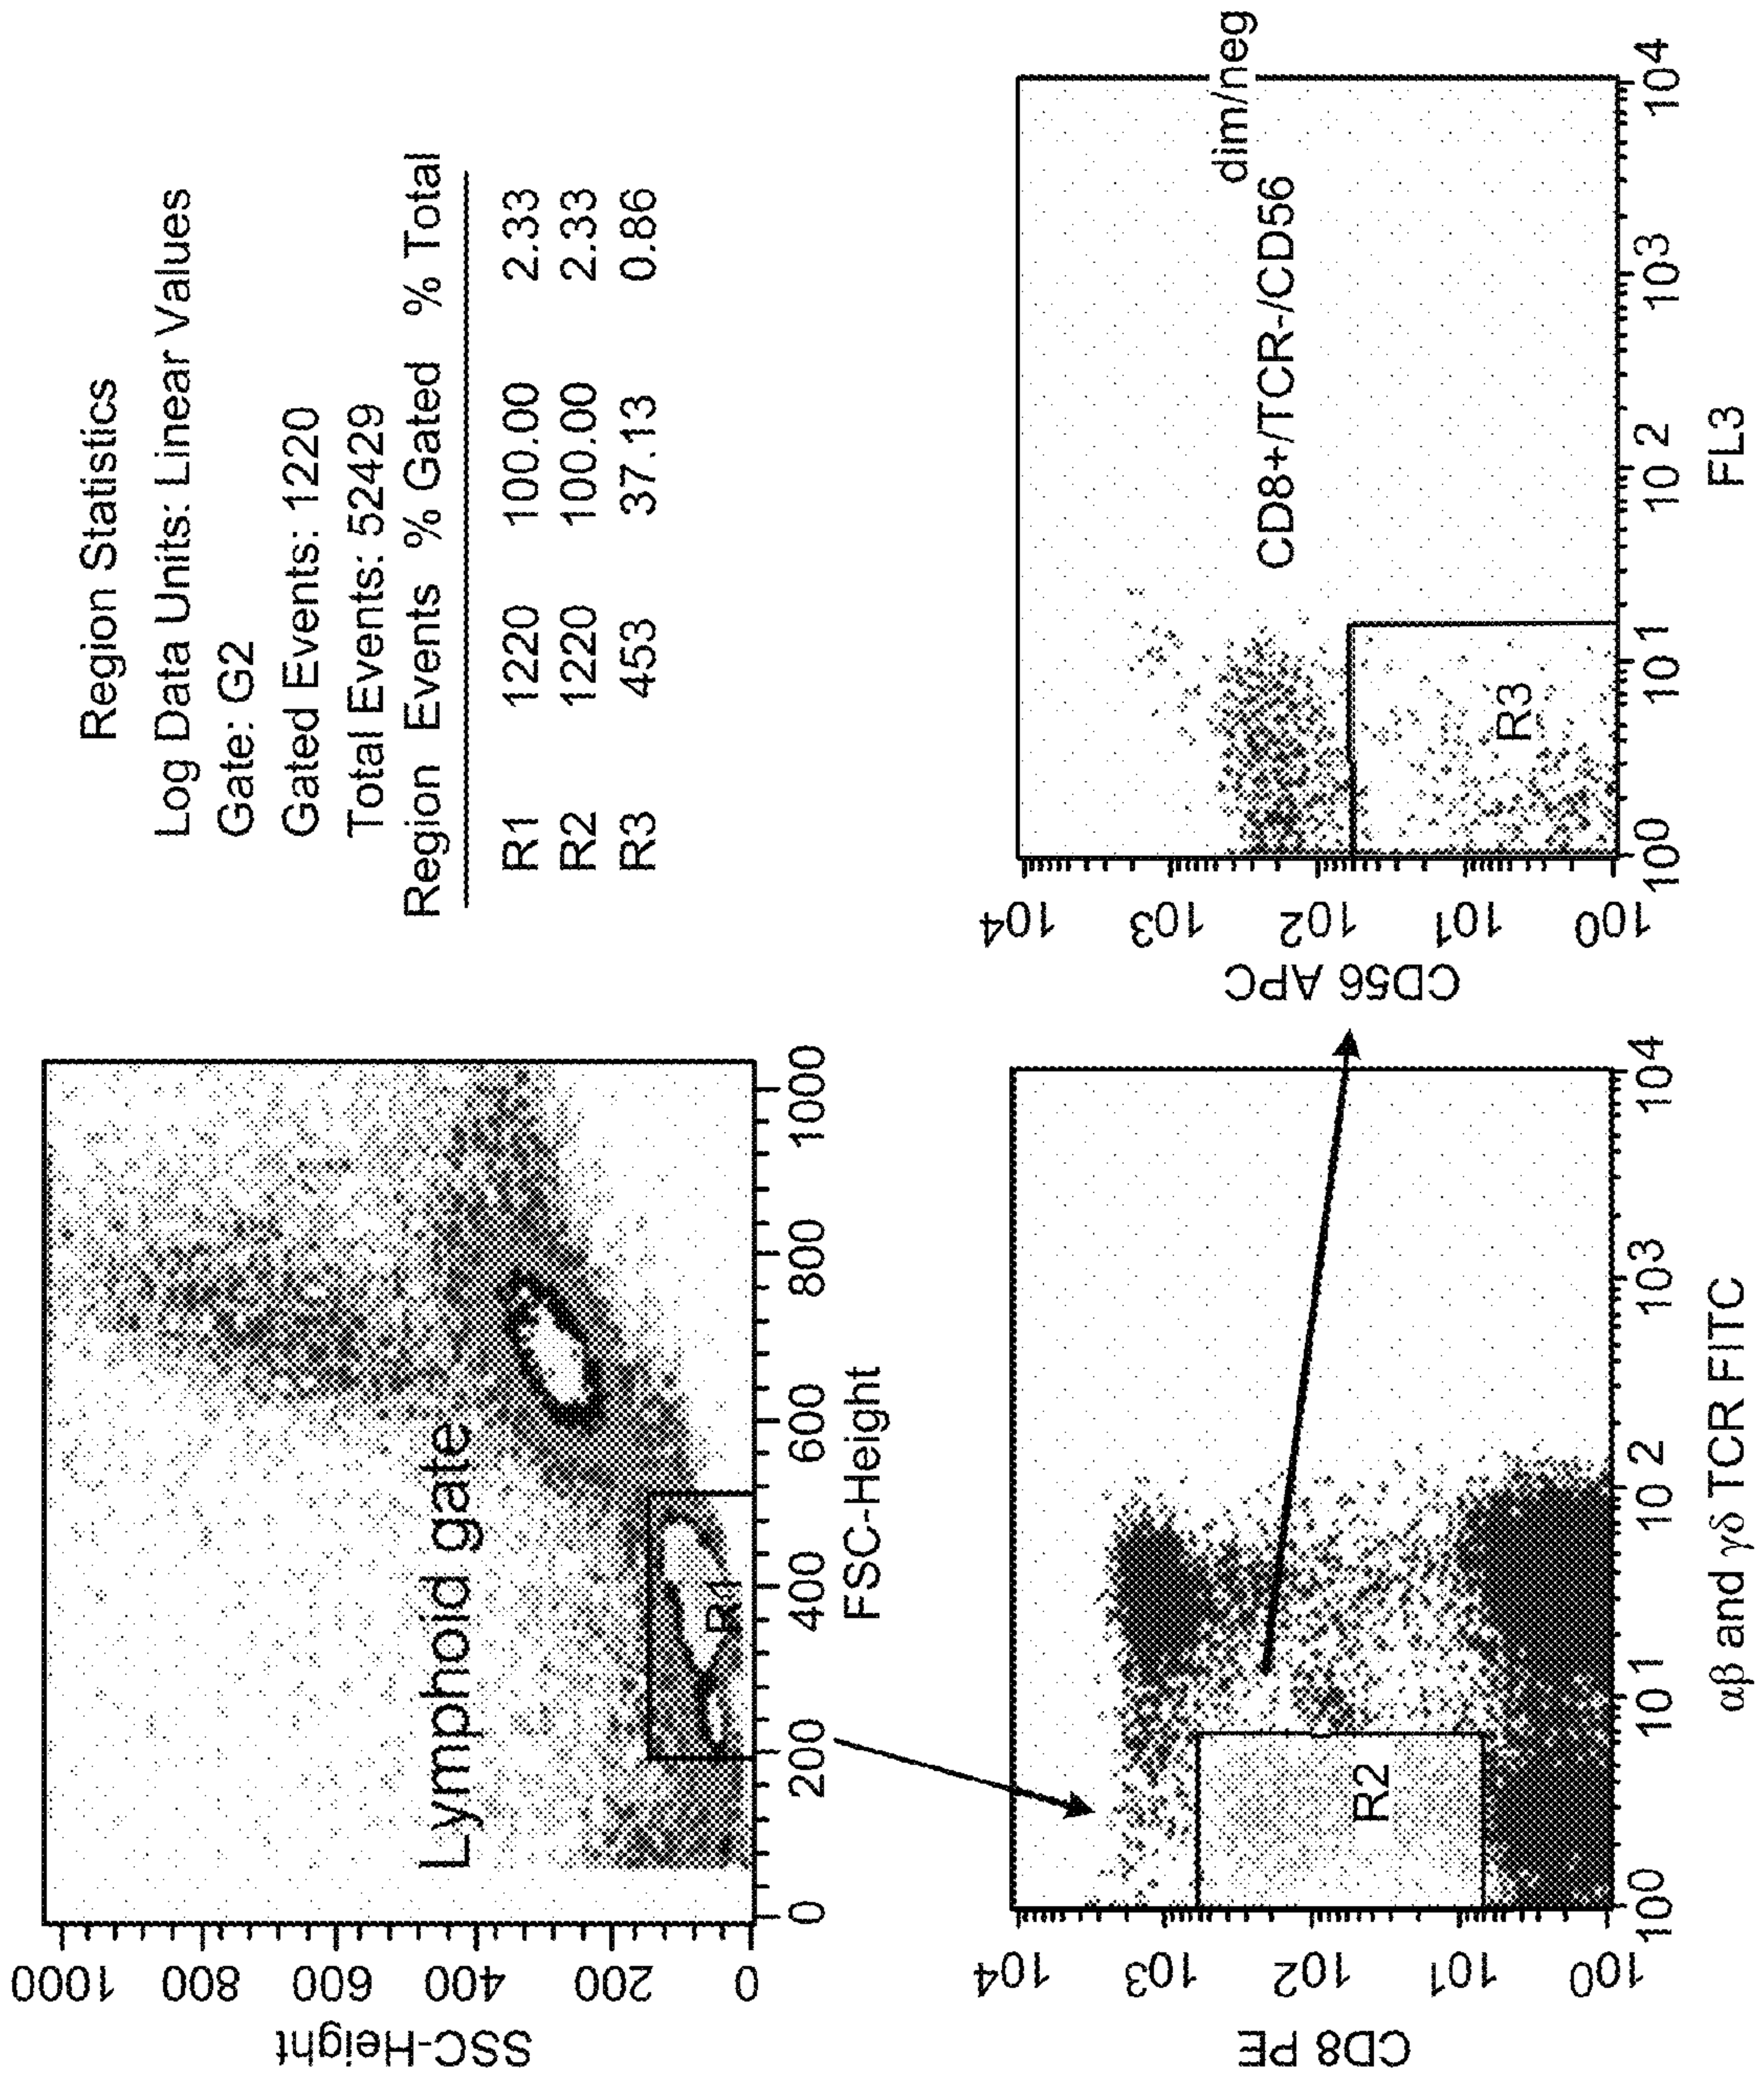 1000
800
600
400
200
0
SSC-Height
Lymphoid gate
R1
0 200 400 600 800 1000
FSC-Height
Region Statistics
Log Data Units: Linear Values
Gate: G2
Gated Events: 1220
Total Events: 52429
Region Events % Gated % Total
R1 1220 100.00 2.33
R2 1220 100.00 2.33
R3 453 37.13 0.86
10⁴
10³
10²
10¹
10⁰
CD8 PE
R2
10⁰ 10¹ 10² 10³ 10⁴
αβ and γδ TCR FITC
10⁴
10³
10²
10¹
10⁰
CD56 APC
dim/neg
CD8+/TCR-/CD56
R3
10⁰ 10¹ 10² 10³ 10⁴
FL3